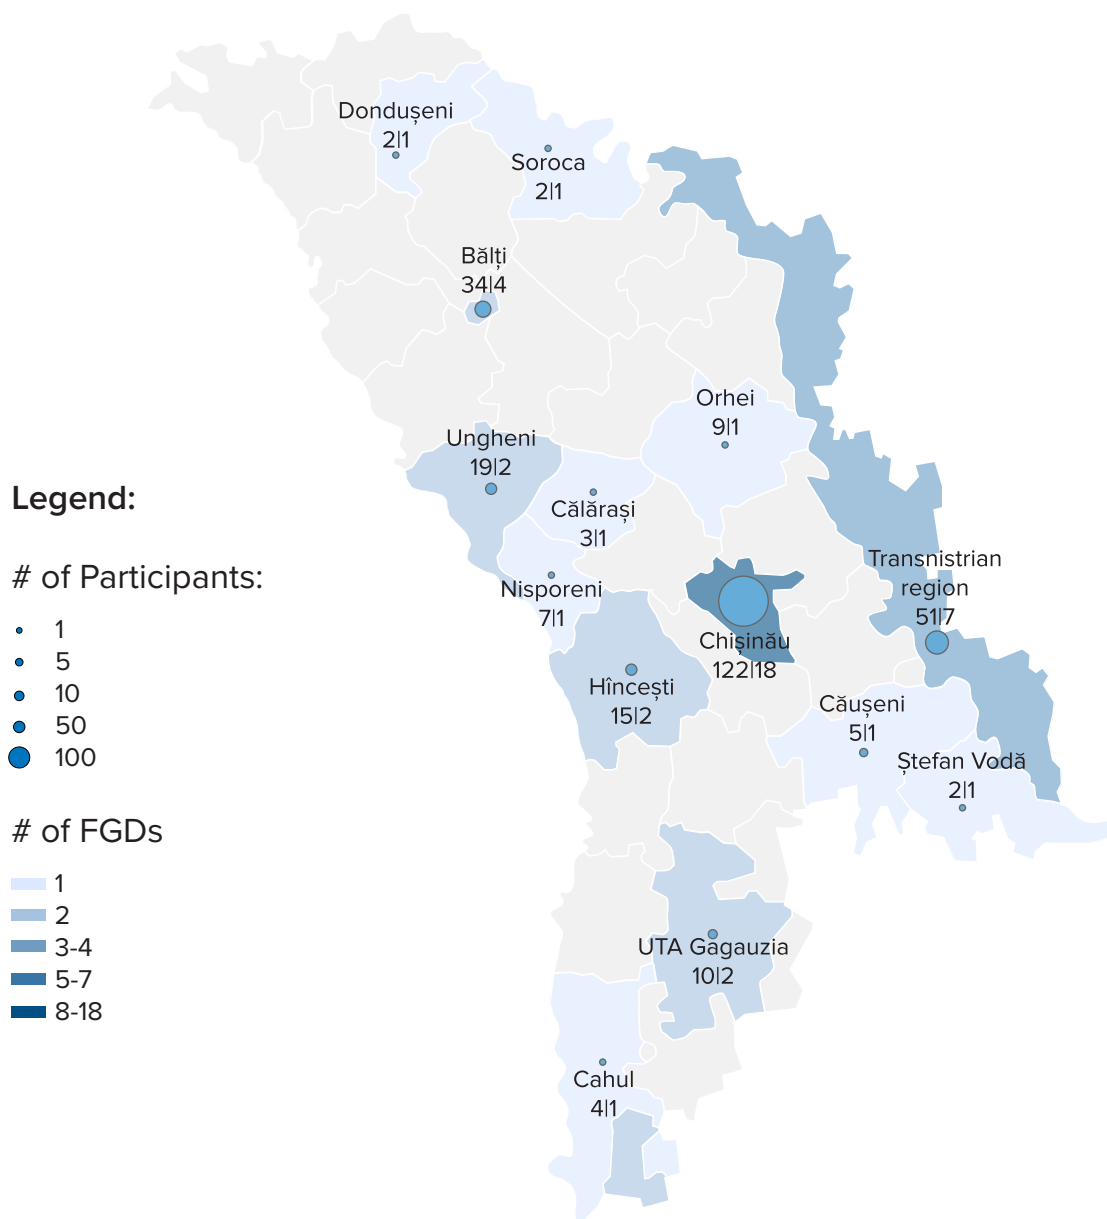 Dondușeni
2|1
Soroca
2|1
Bălți
34|4
Orhei
9|1
Ungheni
19|2
Legend:
Călărași
3|1
# of Participants:
Transnistrian
region
51|7
Nisporeni
7|1
1
5
10
50
100
Chișinău
122|18
Hîncești
15|2
Căușeni
5|1
Ștefan Vodă
2|1
# of FGDs
1
2
3-4
5-7
8-18
UTA Gagauzia
10|2
Cahul
4|1